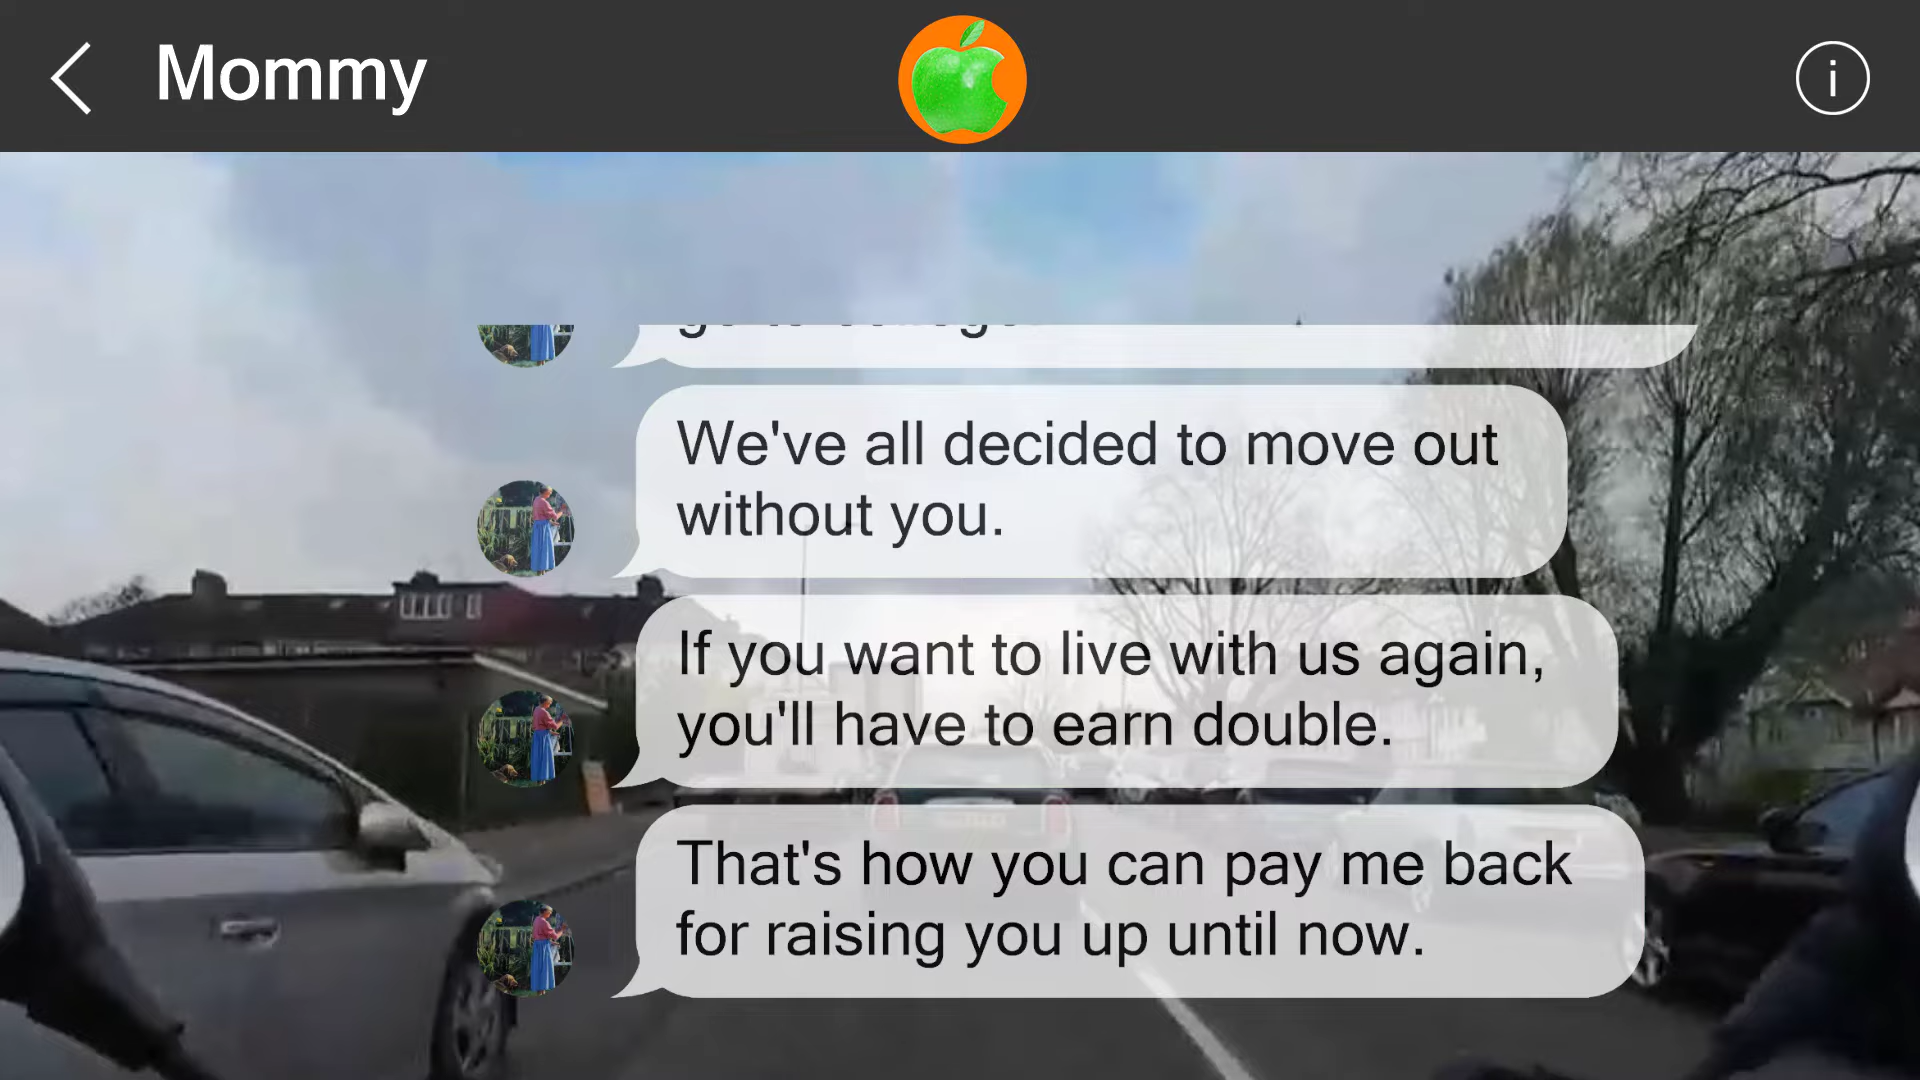 Mommy
We've all decided to move out
without you.
If you want to live with us again,
you'll have to earn double.
That's how you can pay me back
for raising you up until now.